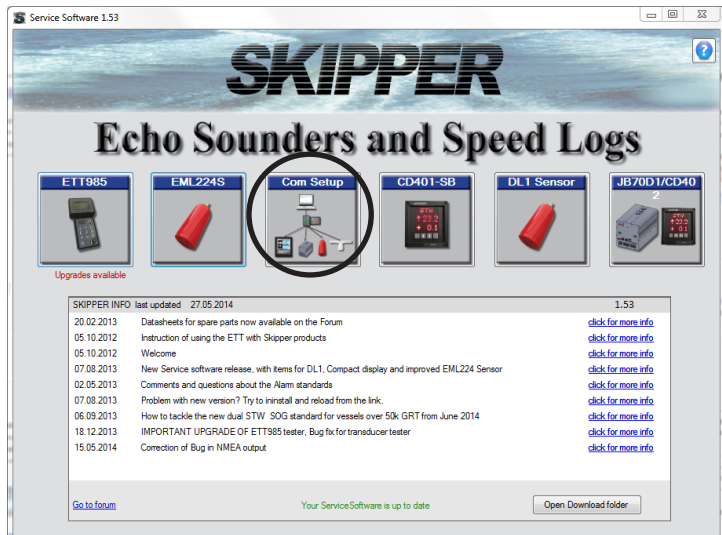 Service Software 1.53
SKIPPER
Echo Sounders and Speed Logs
ETT985 EML224S Com Setup CD401-SB DL1 Sensor JB70D1/CD40
2
Upgrades available
SKIPPER INFO last updated 27.05.2014 1.53
20.02.2013 Datasheets for spare parts now available on the Forum click for more info
05.10.2012 Instruction of using the ETT with Skipper products click for more info
05.10.2012 Welcome click for more info
07.08.2013 New Service software release, with items for DL1, Compact display and improved EML224 Sensor click for more info
02.05.2013 Comments and questions about the Alarm standards click for more info
07.08.2013 Problem with new version? Try to ininstall and reload from the link. click for more info
06.09.2013 How to tackle the new dual STW SOG standard for vessels over 50k GRT from June 2014 click for more info
18.12.2013 IMPORTANT UPGRADE OF ETT985 tester, Bug fix for transducer tester click for more info
15.05.2014 Correction of Bug in NMEA output click for more info
Go to forum Your ServiceSoftware is up to date Open Download folder